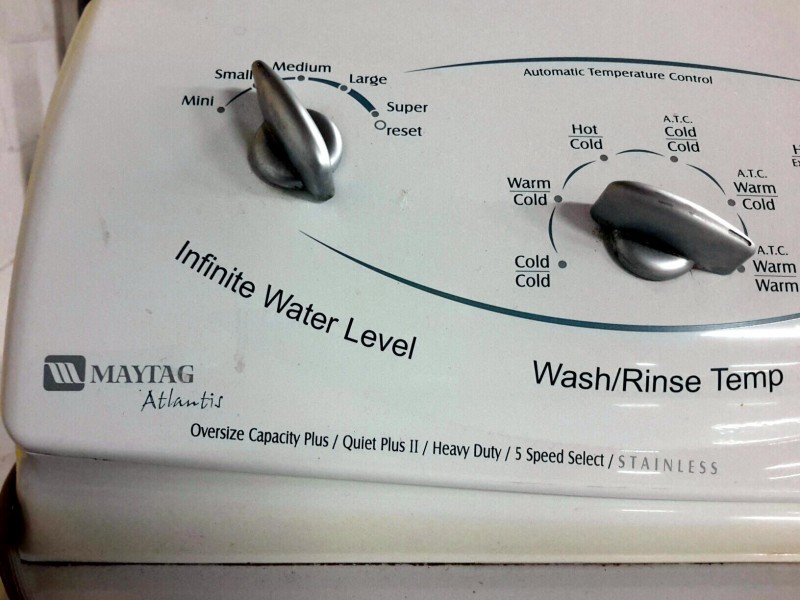 Mini
Small
Medium
Large
Super
reset
Infinite Water Level
Automatic Temperature Control
Cold
Cold
Warm
Cold
Hot
Cold
A.T.C.
Cold
Cold
A.T.C.
Warm
Cold
A.T.C.
Warm
Warm
Wash/Rinse Temp
MAYTAG
Atlantis
Oversize Capacity Plus / Quiet Plus II / Heavy Duty / 5 Speed Select / STAINLESS